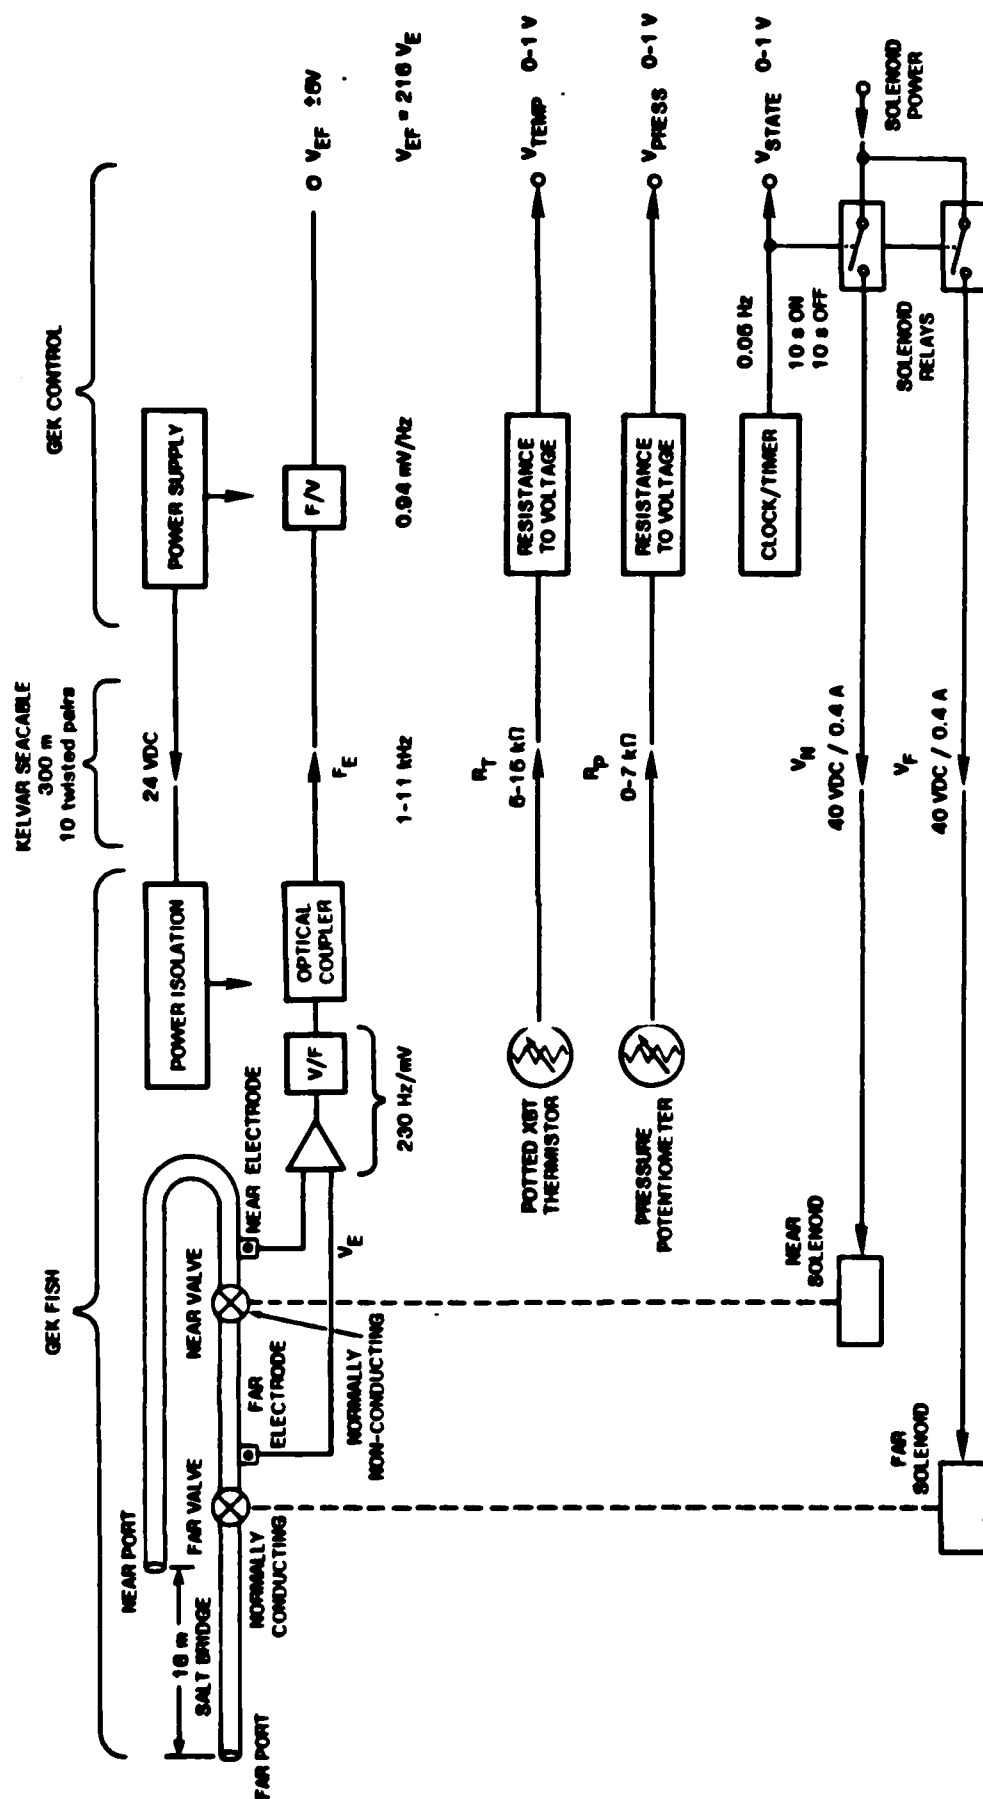 GEK FISH
KELVAR SEACABLE
300 m
10 twisted pairs
GEK CONTROL
NEAR PORT
16 m
SALT BRIDGE
FAR PORT
FAR VALVE
NORMALLY
CONDUCTING
NEAR VALVE
FAR
ELECTRODE
NORMALLY
NON-CONDUCTING
NEAR ELECTRODE
V_E
POWER ISOLATION
24 VDC
POWER SUPPLY
V/F
OPTICAL
COUPLER
F_E
F/V
V_EF ±5V
230 Hz/mV
1-11 kHz
0.94 mV/Hz
V_EF = 216 V_E
POTTED XBT
THERMISTOR
R_T
5-15 kΩ
RESISTANCE
TO VOLTAGE
V_TEMP 0-1 V
PRESSURE
POTENTIOMETER
R_P
0-7 kΩ
RESISTANCE
TO VOLTAGE
V_PRESS 0-1 V
CLOCK/TIMER
0.05 Hz
10 s ON
10 s OFF
V_STATE 0-1 V
NEAR
SOLENOID
V_N
40 VDC / 0.4 A
SOLENOID
RELAYS
SOLENOID
POWER
FAR
SOLENOID
V_F
40 VDC / 0.4 A